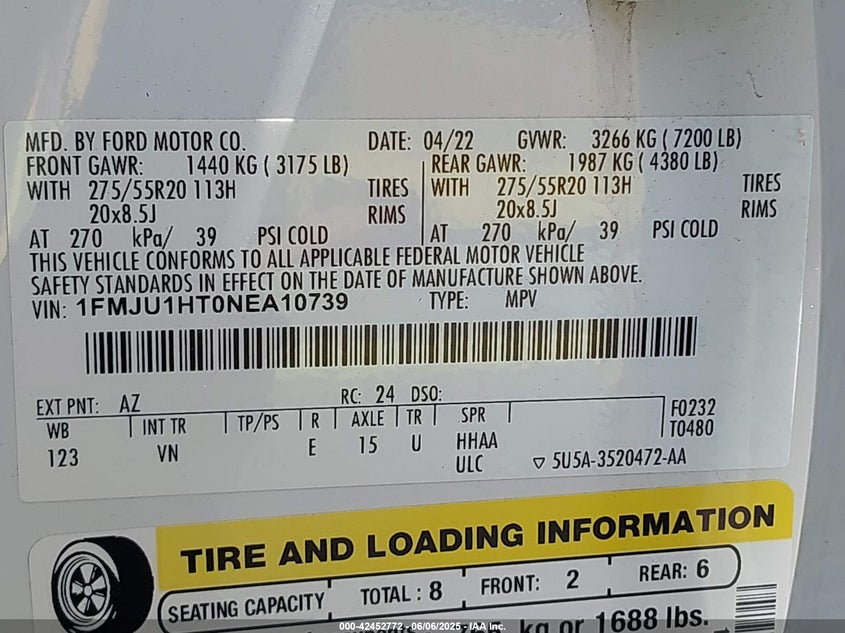 MFD. BY FORD MOTOR CO. DATE: 04/22 GVWR: 3266 KG ( 7200 LB)
FRONT GAWR: 1440 KG ( 3175 LB) REAR GAWR: 1987 KG ( 4380 LB)
WITH 275/55R20 113H TIRES WITH 275/55R20 113H TIRES
20x8.5J RIMS 20x8.5J RIMS
AT 270 kPa/ 39 PSI COLD AT 270 kPa/ 39 PSI COLD
THIS VEHICLE CONFORMS TO ALL APPLICABLE FEDERAL MOTOR VEHICLE
SAFETY STANDARDS IN EFFECT ON THE DATE OF MANUFACTURE SHOWN ABOVE.
VIN: 1FMJU1HT0NEA10739 TYPE: MPV
EXT PNT: AZ RC: 24 DSO:
WB INT TR TP/PS R AXLE TR SPR F0232
T0480
123 VN E 15 U HHAA
ULC 5U5A-3520472-AA
TIRE AND LOADING INFORMATION
SEATING CAPACITY TOTAL : 8 FRONT: 2 REAR: 6
kg or 1688 lbs.
000-42452772 - 06/06/2025 - IAA Inc.